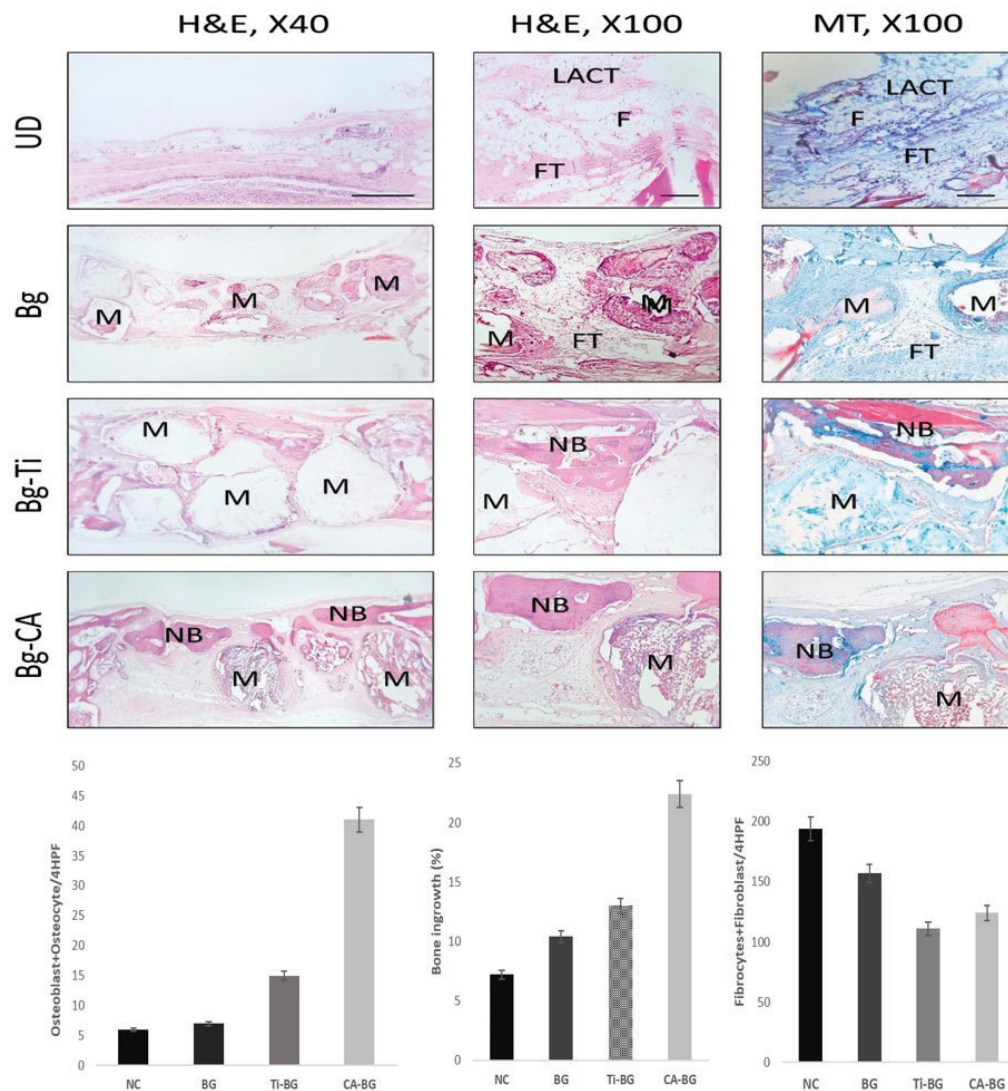 H&E, X40
H&E, X100
MT, X100
UD
LACT
F
FT
LACT
F
FT
Bg
M
M
M
M
M
M
FT
M
M
FT
Bg-Ti
M
M
M
NB
M
NB
M
Bg-CA
NB
NB
M
M
NB
M
NB
M
Osteoblast+Osteocyte/4HPF
50
45
40
35
30
25
20
15
10
5
0
NC BG Ti-BG CA-BG
Bone ingrowth (%)
25
20
15
10
5
0
NC BG Ti-BG CA-BG
Fibrocytes+Fibroblast/4HPF
250
200
150
100
50
0
NC BG Ti-BG CA-BG